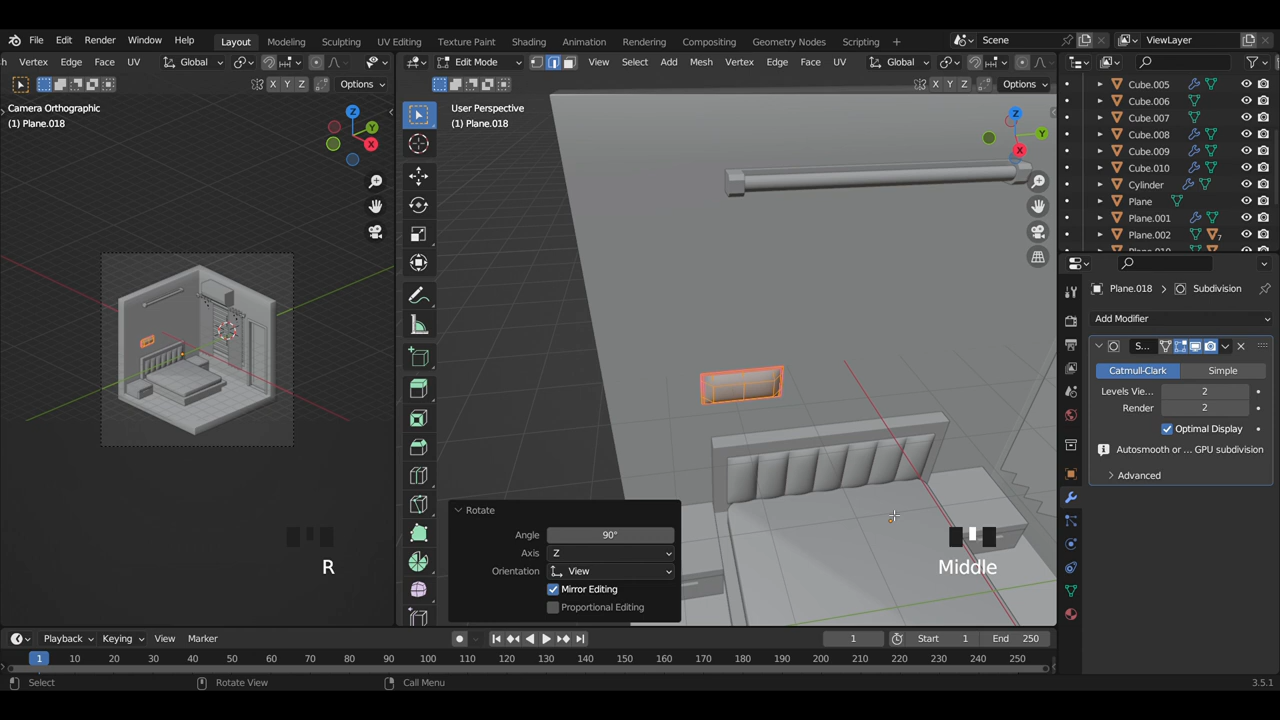 File Edit Render Window Help Layout Modeling Sculpting UV Editing Texture Paint Shading Animation Rendering Compositing Geometry Nodes Scripting + Scene ViewLayer
Vertex Edge Face UV Global Edit Mode View Select Add Mesh Vertex Edge Face UV Global
X Y Z Options X Y Z Options
Camera Orthographic
(1) Plane.018
User Perspective
(1) Plane.018
Z
Y
X
Z
Y
X
Cube.005
Cube.006
Cube.007
Cube.008
Cube.009
Cube.010
Cylinder
Plane
Plane.001
Plane.002 7
Plane.018 > Subdivision
Add Modifier
S...
Catmull-Clark Simple
Levels Vie... 2
Render 2
Optimal Display
Autosmooth or ... GPU subdivision
Advanced
Rotate
Angle 90°
Axis Z
Orientation View
Mirror Editing
Proportional Editing
R
Middle
Playback Keying View Marker 1 Start 1 End 250
1 10 20 30 40 50 60 70 80 90 100 110 120 130 140 150 160 170 180 190 200 210 220 230 240 250
Select Rotate View Call Menu 3.5.1